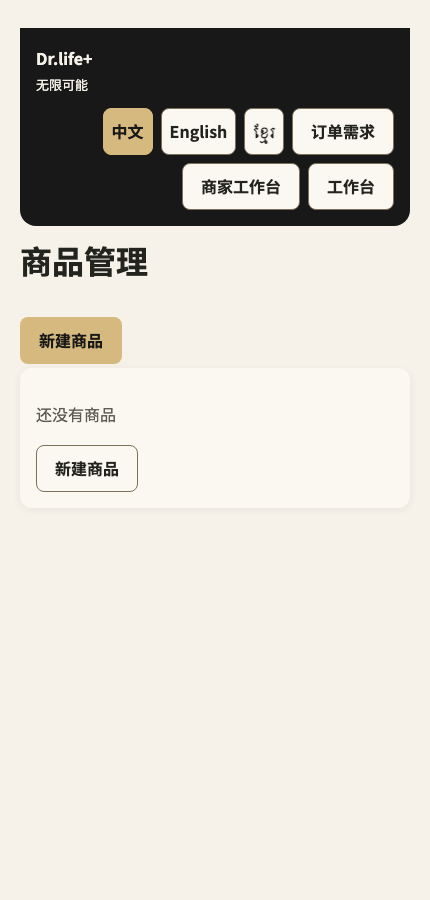 Dr.life+
无限可能
中文 English ខ្មែរ 订单需求
商家工作台 工作台
商品管理
新建商品
还没有商品
新建商品